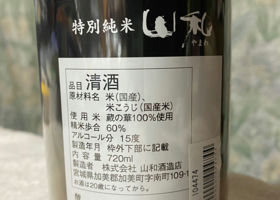 特別純米 山和
やまわ
品目 清酒
原材料名 米(国産)、
米こうじ(国産米)
使用米 蔵の華100%使用
精米歩合 60%
アルコール分 15度
製造年月 枠外下部に記載
内容量 720ml
製造者 株式会社 山和酒造店
宮城県加美郡加美町字南町109-1
お酒は20歳になってから。
104474